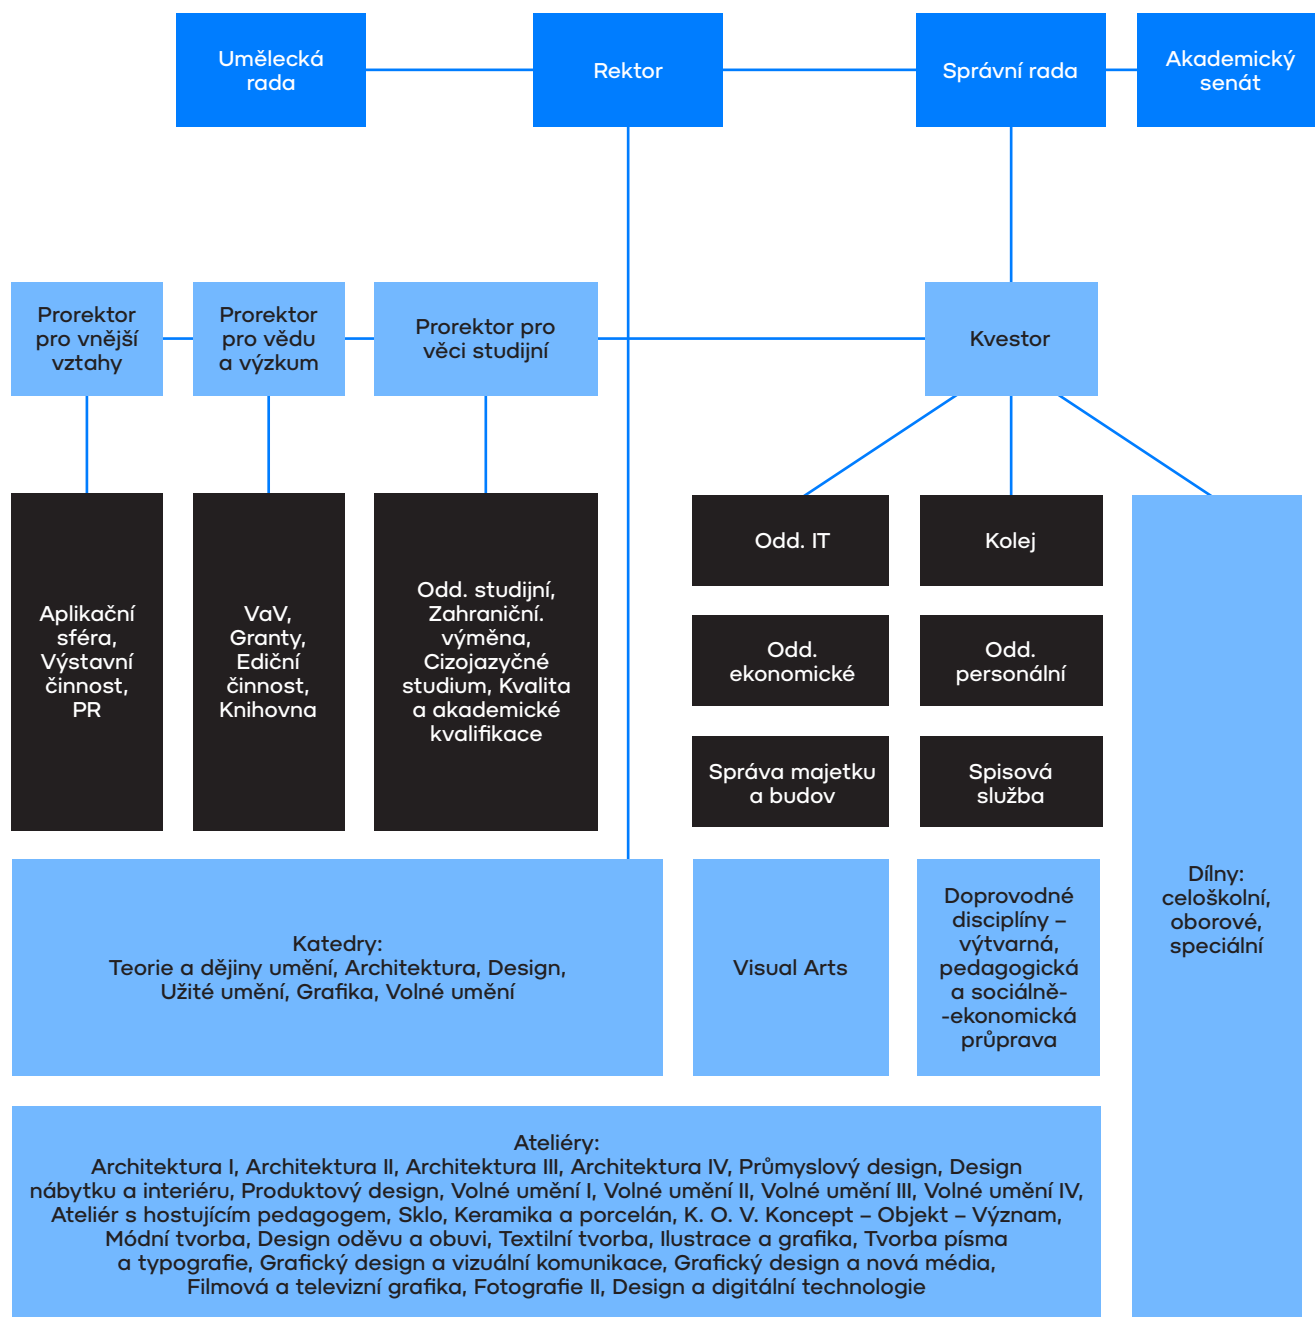 Umělecká
rada
Rektor
Správní rada
Akademický
senát
Prorektor
pro vnější
vztahy
Prorektor
pro vědu
a výzkum
Prorektor pro
věci studijní
Kvestor
Aplikační
sféra,
Výstavní
činnost,
PR
VaV,
Granty,
Ediční
činnost,
Knihovna
Odd. studijní,
Zahraniční.
výměna,
Cizojazyčné
studium, Kvalita
a akademické
kvalifikace
Odd. IT
Kolej
Odd.
ekonomické
Odd.
personální
Správa majetku
a budov
Spisová
služba
Dílny:
celoškolní,
oborové,
speciální
Katedry:
Teorie a dějiny umění, Architektura, Design,
Užité umění, Grafika, Volné umění
Visual Arts
Doprovodné
disciplíny –
výtvarná,
pedagogická
a sociálně-
-ekonomická
průprava
Ateliéry:
Architektura I, Architektura II, Architektura III, Architektura IV, Průmyslový design, Design
nábytku a interiéru, Produktový design, Volné umění I, Volné umění II, Volné umění III, Volné umění IV,
Ateliér s hostujícím pedagogem, Sklo, Keramika a porcelán, K. O. V. Koncept – Objekt – Význam,
Módní tvorba, Design oděvu a obuvi, Textilní tvorba, Ilustrace a grafika, Tvorba písma
a typografie, Grafický design a vizuální komunikace, Grafický design a nová média,
Filmová a televizní grafika, Fotografie II, Design a digitální technologie